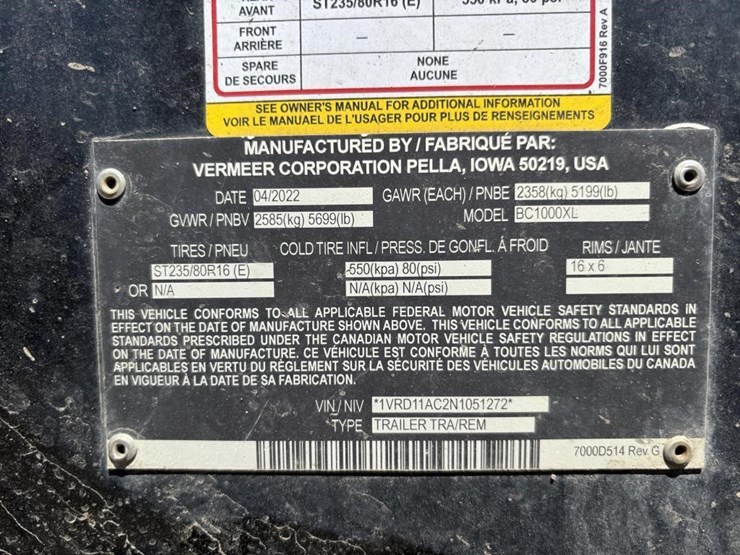 AVANT ST235/80R16 (E) 550 kPa, 80 psi
FRONT — —
ARRIÈRE
SPARE NONE
DE SECOURS AUCUNE
7000F916 Rev A
SEE OWNER'S MANUAL FOR ADDITIONAL INFORMATION
VOIR LE MANUAEL DE L'USAGER POUR PLUS DE RENSEIGNEMENTS
MANUFACTURED BY / FABRIQUÉ PAR:
VERMEER CORPORATION PELLA, IOWA 50219, USA
DATE 04/2022 GAWR (EACH) / PNBE 2358(kg) 5199(lb)
GVWR / PNBV 2585(kg) 5699(lb) MODEL BC1000XL
TIRES / PNEU COLD TIRE INFL / PRESS. DE GONFL. À FROID RIMS / JANTE
ST235/80R16 (E) 550(kpa) 80(psi) 16 x 6
OR N/A N/A(kpa) N/A(psi)
THIS VEHICLE CONFORMS TO ALL APPLICABLE FEDERAL MOTOR VEHICLE SAFETY STANDARDS IN
EFFECT ON THE DATE OF MANUFACTURE SHOWN ABOVE. THIS VEHICLE CONFORMS TO ALL APPLICABLE
STANDARDS PRESCRIBED UNDER THE CANADIAN MOTOR VEHICLE SAFETY REGULATIONS IN EFFECT
ON THE DATE OF MANUFACTURE. CE VÉHICULE EST CONFORME À TOUTES LES NORMS QUI LUI SONT
APPLICABLES EN VERTU DU RÈGLEMENT SUR LA SÉCURITÉ DES VÉHICULES AUTOMOBILES DU CANADA
EN VIGUEUR À LA DATE DE SA FABRICATION.
VIN / NIV *1VRD11AC2N1051272*
TYPE TRAILER TRA/REM
7000D514 Rev G